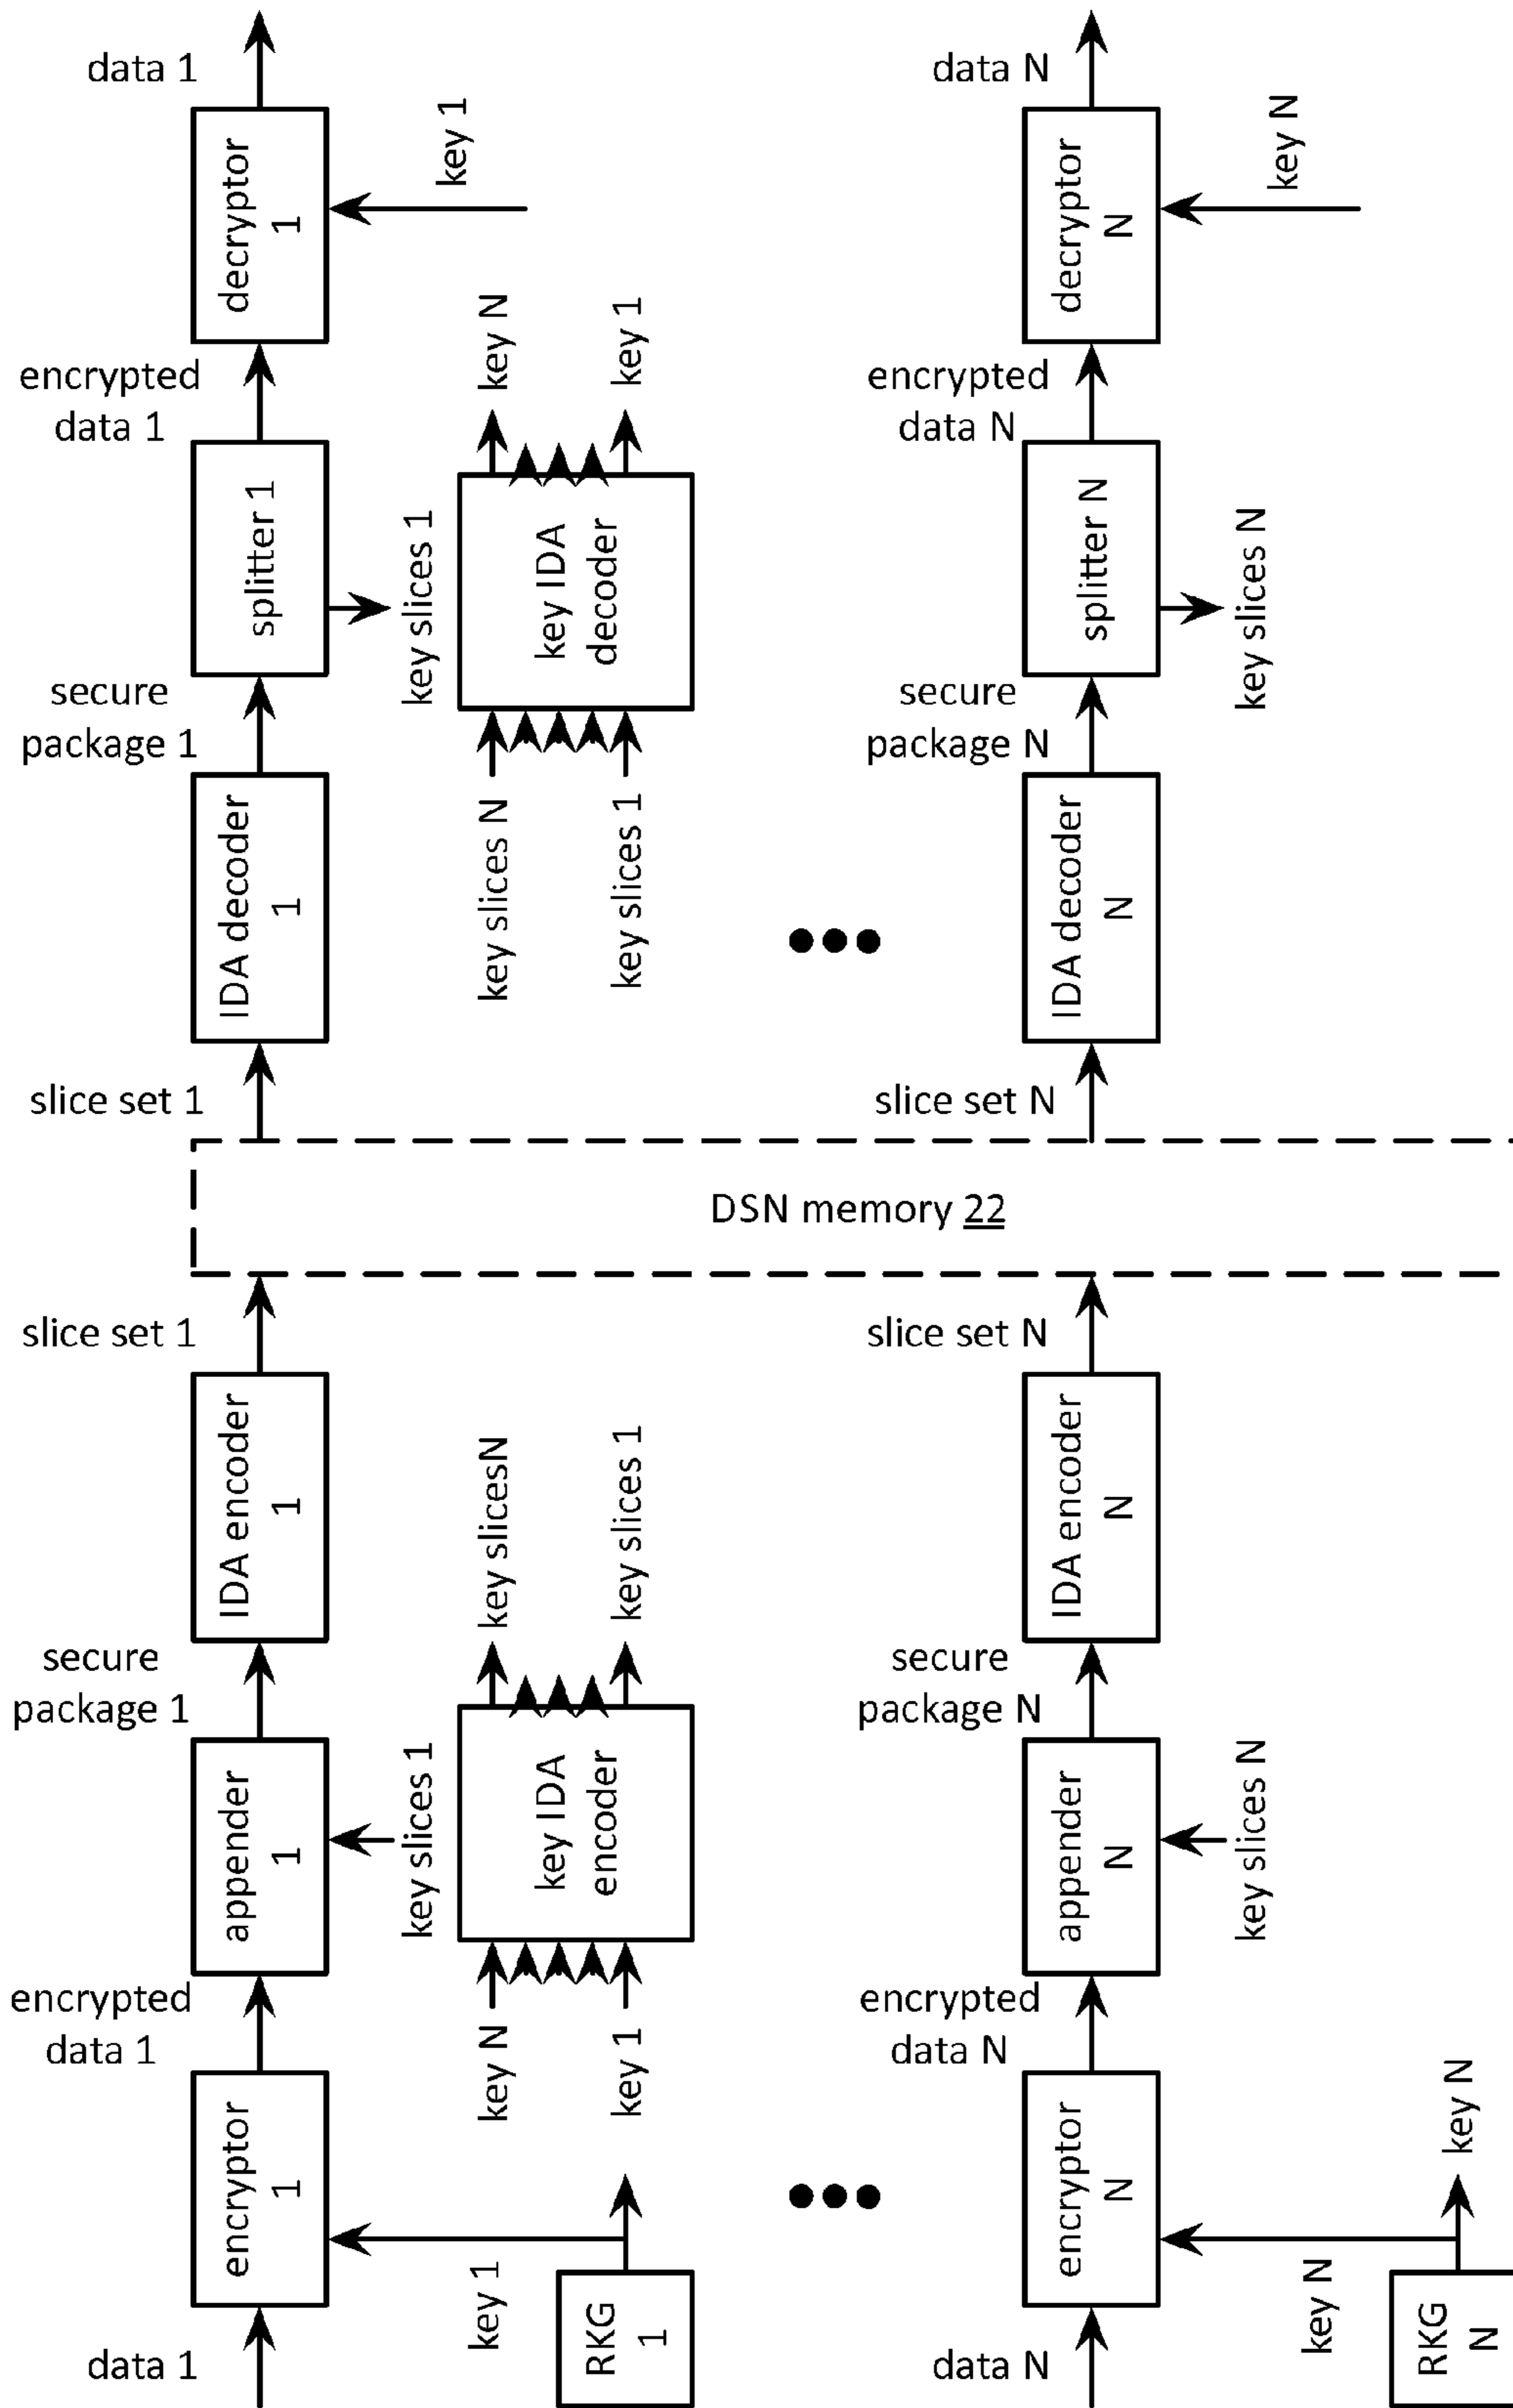 data 1
data N
decryptor
1
key 1
decryptor
N
key N
encrypted
data 1
key N
key 1
encrypted
data N
splitter 1
key slices 1
key IDA
decoder
splitter N
key slices N
secure
package 1
secure
package N
IDA decoder
1
key slices N
key slices 1
IDA decoder
N
slice set 1
slice set N
DSN memory 22
slice set 1
slice set N
IDA encoder
1
key slicesN
key slices 1
IDA encoder
N
secure
package 1
secure
package N
appender
1
key slices 1
key IDA
encoder
appender
N
key slices N
encrypted
data 1
key N
key 1
encrypted
data N
encryptor
1
encryptor
N
key N
key 1
RKG
1
key N
RKG
N
data 1
data N